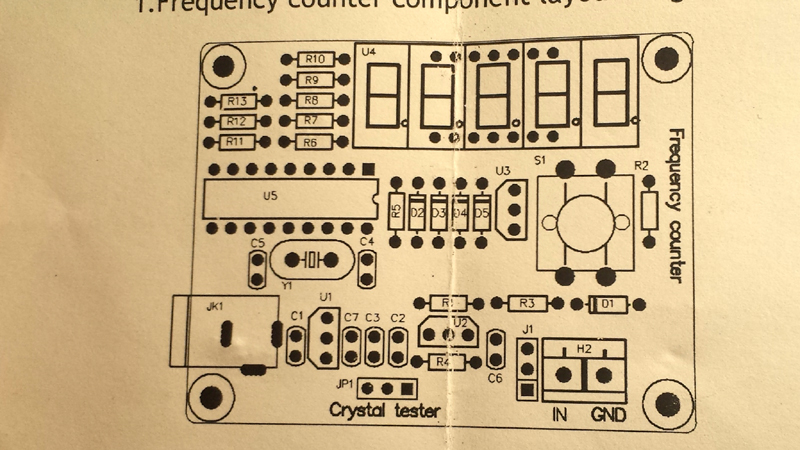 1.Frequency counter component
U4
R10
R9
R13 R8
R12 R7
R11 R6
S1 R2
U3
U5
R5 D2 D3 D4 D5
Frequency counter
C5 C4
Y1
U1
JK1
R3 D1
C1 C7 C3 C2
U2
J1
H2
R4
C6
JP1
Crystal tester
IN GND